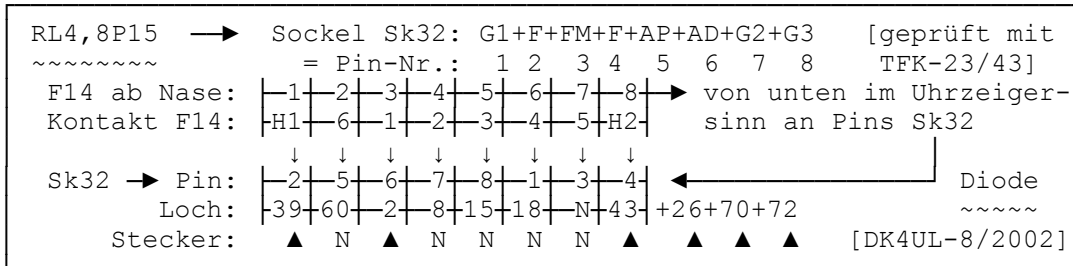 RL4,8P15 ──► Sockel Sk32: G1+F+FM+F+AP+AD+G2+G3 [geprüft mit
~~~~~~~~ = Pin-Nr.: 1 2 3 4 5 6 7 8 TFK-23/43]
F14 ab Nase: ├─1┼─2┼─3┼─4┼─5┼─6┼─7┼─8┼─► von unten im Uhrzeiger-
Kontakt F14: ├H1┼─6┼─1┼─2┼─3┼─4┼─5┼H2┤ sinn an Pins Sk32
↓ ↓ ↓ ↓ ↓ ↓ ↓ ↓
Sk32 ─► Pin: ├─2┼─5┼─6┼─7┼─8┼─1┼─3┼─4┤ ◄ Diode
Loch: ├39┼60┼─2┼─8┼15┼18┼─N┼43┤+26+70+72 ~~~~~
Stecker: ▲ N ▲ N N N N ▲ ▲ ▲ ▲ [DK4UL-8/2002]